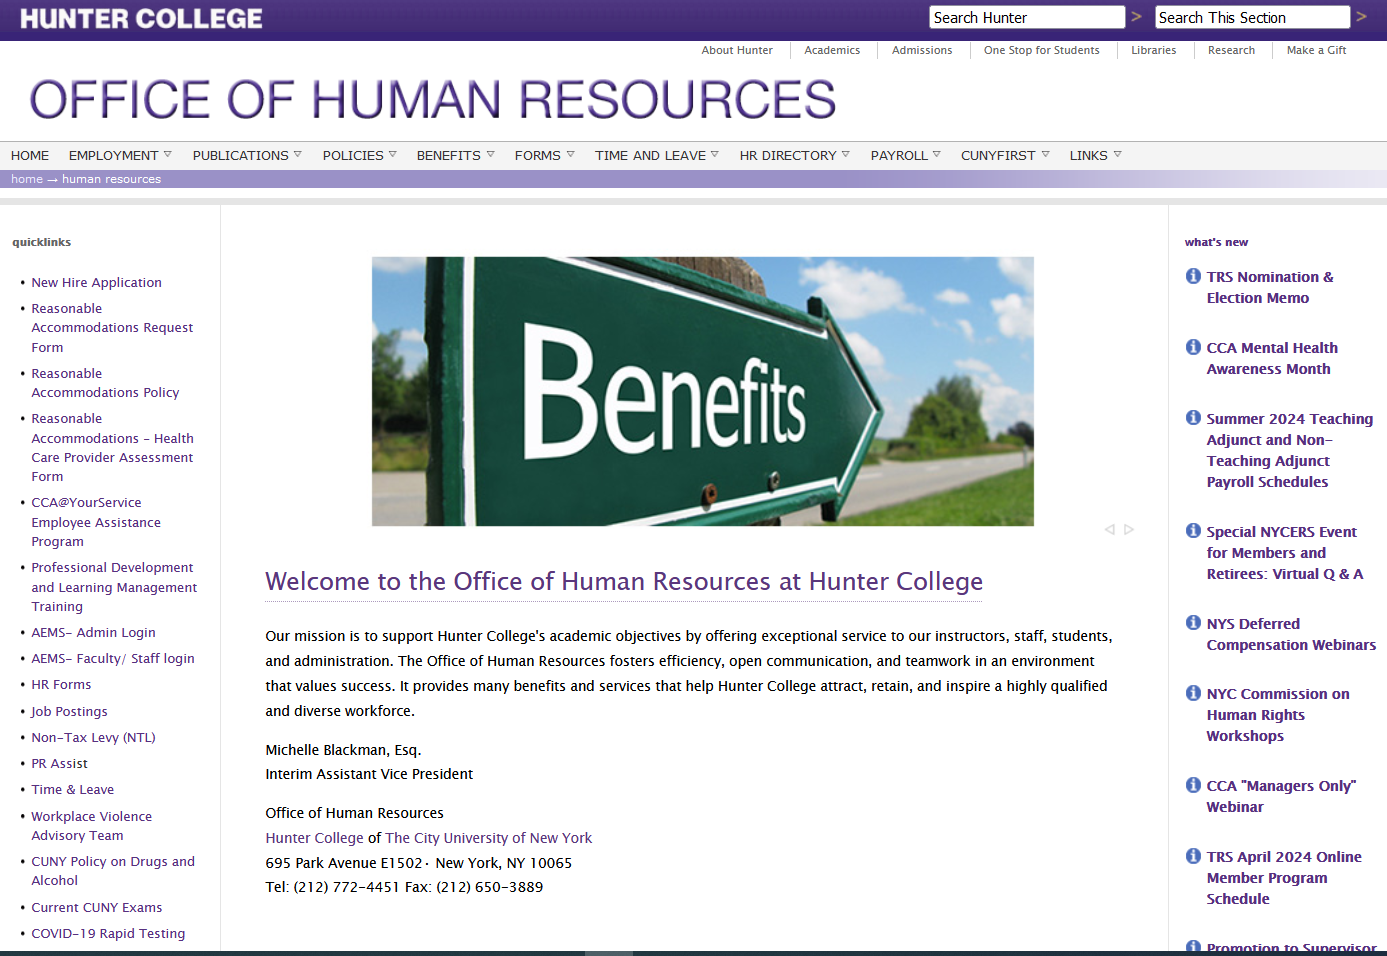 HUNTER COLLEGE
Search Hunter > Search This Section >
About Hunter Academics Admissions One Stop for Students Libraries Research Make a Gift
OFFICE OF HUMAN RESOURCES
HOME EMPLOYMENT PUBLICATIONS POLICIES BENEFITS FORMS TIME AND LEAVE HR DIRECTORY PAYROLL CUNYFIRST LINKS
home → human resources
quicklinks
• New Hire Application
• Reasonable
Accommodations Request
Form
• Reasonable
Accommodations Policy
• Reasonable
Accommodations - Health
Care Provider Assessment
Form
• CCA@YourService
Employee Assistance
Program
• Professional Development
and Learning Management
Training
• AEMS- Admin Login
• AEMS- Faculty/ Staff login
• HR Forms
• Job Postings
• Non-Tax Levy (NTL)
• PR Assist
• Time & Leave
• Workplace Violence
Advisory Team
• CUNY Policy on Drugs and
Alcohol
• Current CUNY Exams
• COVID-19 Rapid Testing
Benefits
Welcome to the Office of Human Resources at Hunter College
Our mission is to support Hunter College's academic objectives by offering exceptional service to our instructors, staff, students,
and administration. The Office of Human Resources fosters efficiency, open communication, and teamwork in an environment
that values success. It provides many benefits and services that help Hunter College attract, retain, and inspire a highly qualified
and diverse workforce.
Michelle Blackman, Esq.
Interim Assistant Vice President
Office of Human Resources
Hunter College of The City University of New York
695 Park Avenue E1502· New York, NY 10065
Tel: (212) 772-4451 Fax: (212) 650-3889
what's new
TRS Nomination &
Election Memo
CCA Mental Health
Awareness Month
Summer 2024 Teaching
Adjunct and Non-
Teaching Adjunct
Payroll Schedules
Special NYCERS Event
for Members and
Retirees: Virtual Q & A
NYS Deferred
Compensation Webinars
NYC Commission on
Human Rights
Workshops
CCA "Managers Only"
Webinar
TRS April 2024 Online
Member Program
Schedule
Promotion to Supervisor